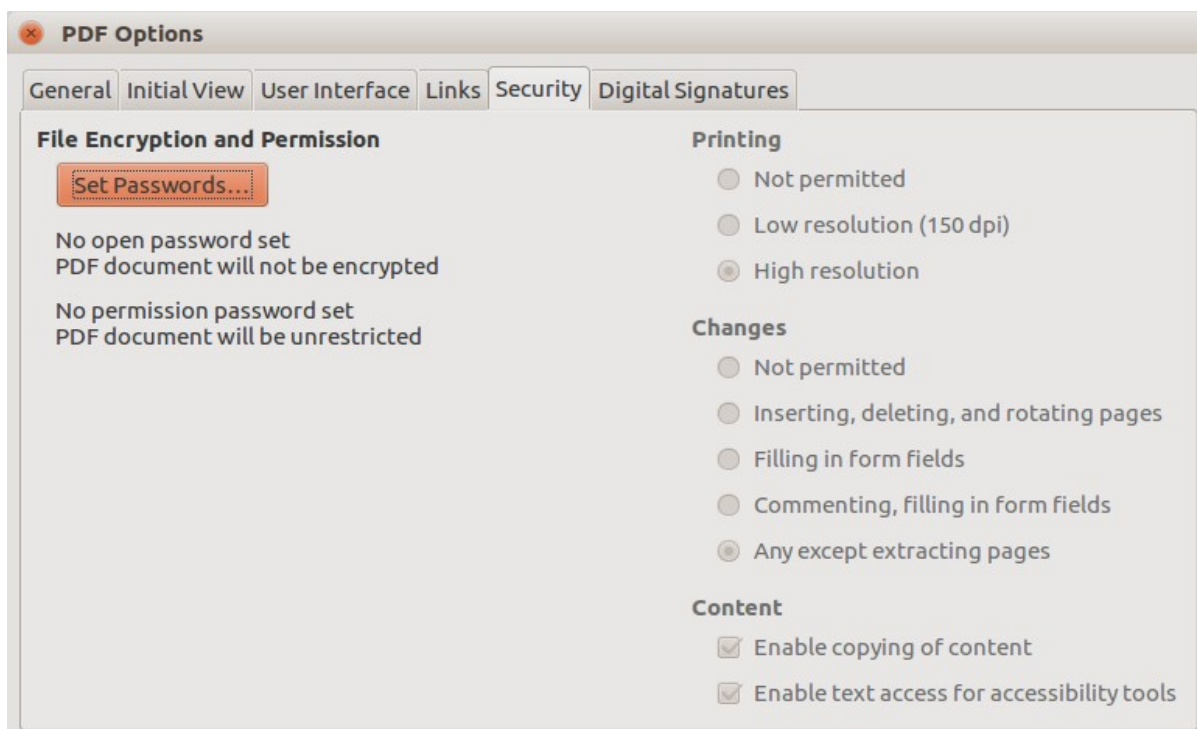 PDF Options
General Initial View User Interface Links Security Digital Signatures
File Encryption and Permission
Set Passwords...
No open password set
PDF document will not be encrypted
No permission password set
PDF document will be unrestricted
Printing
Not permitted
Low resolution (150 dpi)
High resolution
Changes
Not permitted
Inserting, deleting, and rotating pages
Filling in form fields
Commenting, filling in form fields
Any except extracting pages
Content
Enable copying of content
Enable text access for accessibility tools